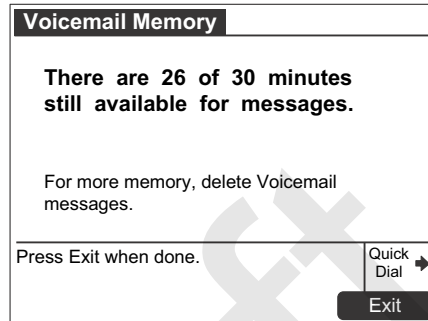 Voicemail Memory
There are 26 of 30 minutes
still available for messages.
For more memory, delete Voicemail
messages.
Press Exit when done.
Quick
Dial
Exit